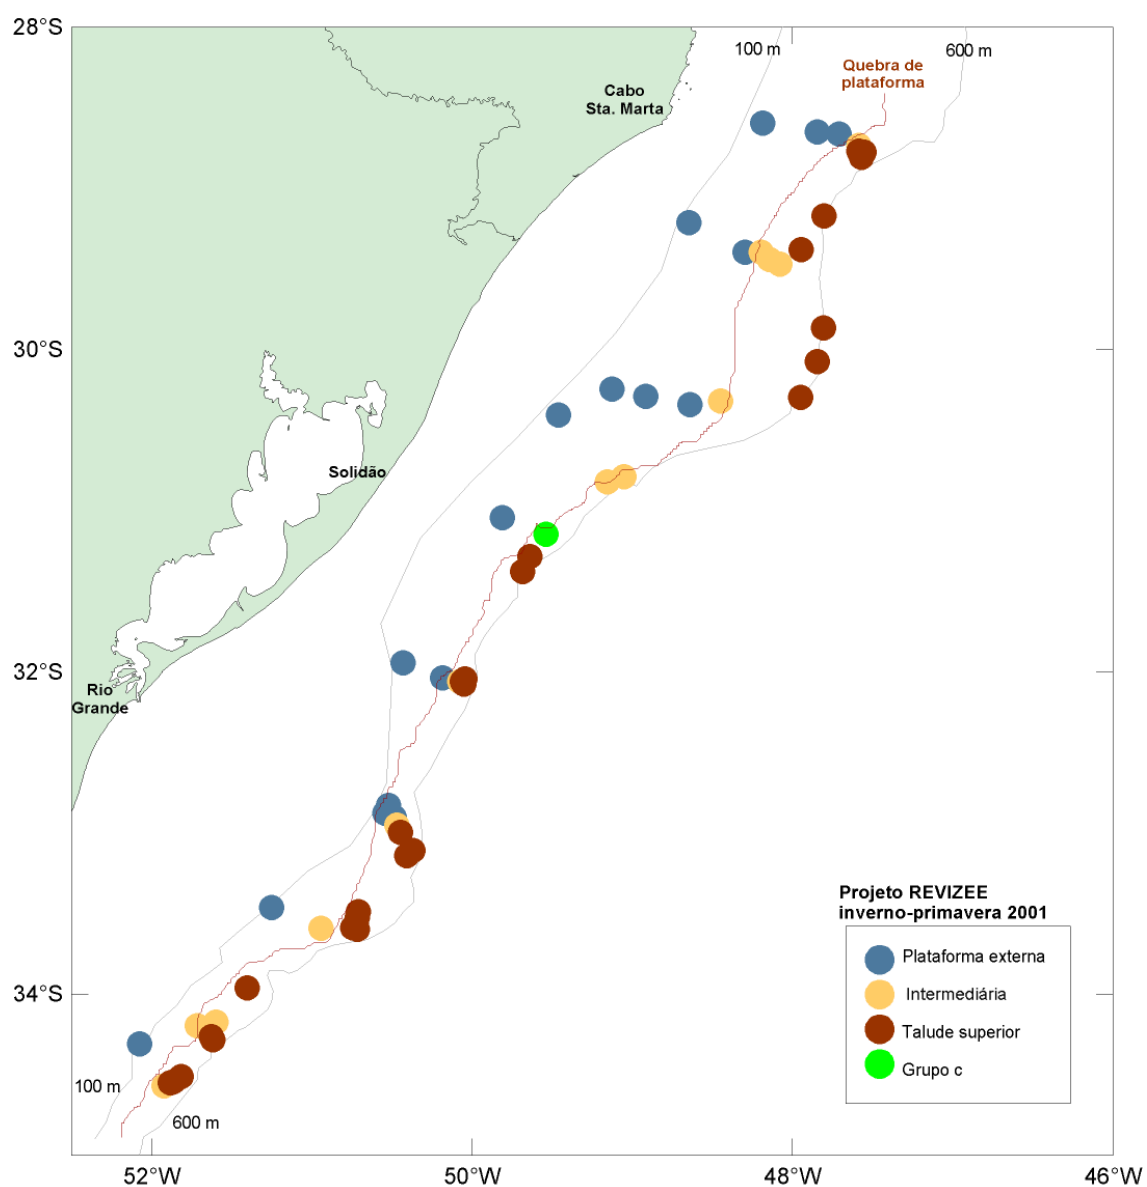 28°S
100 m
600 m
Quebra de
plataforma
Cabo
Sta. Marta
30°S
Solidão
32°S
Rio
Grande
Projeto REVIZEE
inverno-primavera 2001
Plataforma externa
Intermediária
Talude superior
Grupo c
34°S
100 m
600 m
52°W
50°W
48°W
46°W